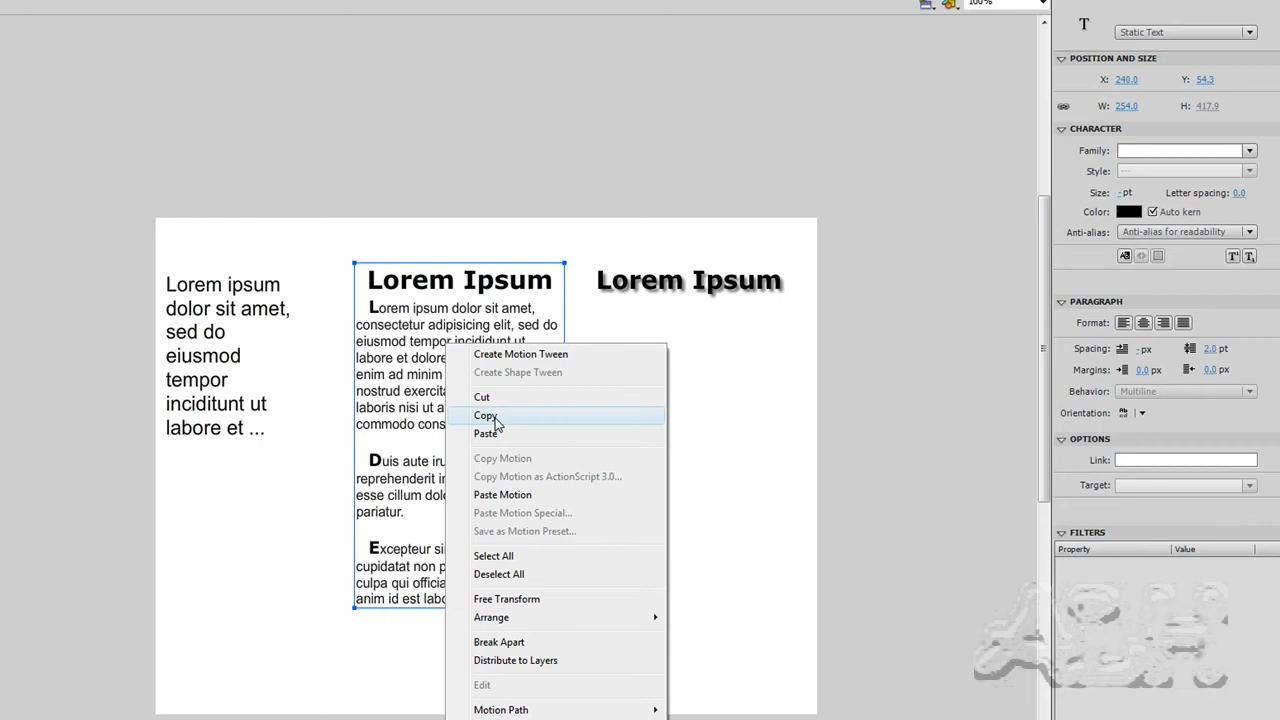 100%
T
Static Text
POSITION AND SIZE
X: 240.0 Y: 54.3
W: 254.0 H: 417.9
CHARACTER
Family:
Style: ---
Size: - pt Letter spacing: 0.0
Color: Auto kern
Anti-alias: Anti-alias for readability
PARAGRAPH
Format:
Spacing: - px 2.0 pt
Margins: 0.0 px 0.0 px
Behavior: Multiline
Orientation:
OPTIONS
Link:
Target:
FILTERS
Property Value
Lorem ipsum
dolor sit amet,
sed do
eiusmod
tempor
inciditunt ut
labore et ...
Lorem Ipsum
Lorem ipsum dolor sit amet,
consectetur adipisicing elit, sed do
eiusmod tempor incididunt ut
labore et dolore
enim ad minim
nostrud exercita
laboris nisi ut a
commodo cons
Duis aute iru
reprehenderit in
esse cillum dolo
pariatur.
Excepteur si
cupidatat non p
culpa qui officia
anim id est labo
Lorem Ipsum
Create Motion Tween
Create Shape Tween
Cut
Copy
Paste
Copy Motion
Copy Motion as ActionScript 3.0...
Paste Motion
Paste Motion Special...
Save as Motion Preset...
Select All
Deselect All
Free Transform
Arrange
Break Apart
Distribute to Layers
Edit
Motion Path